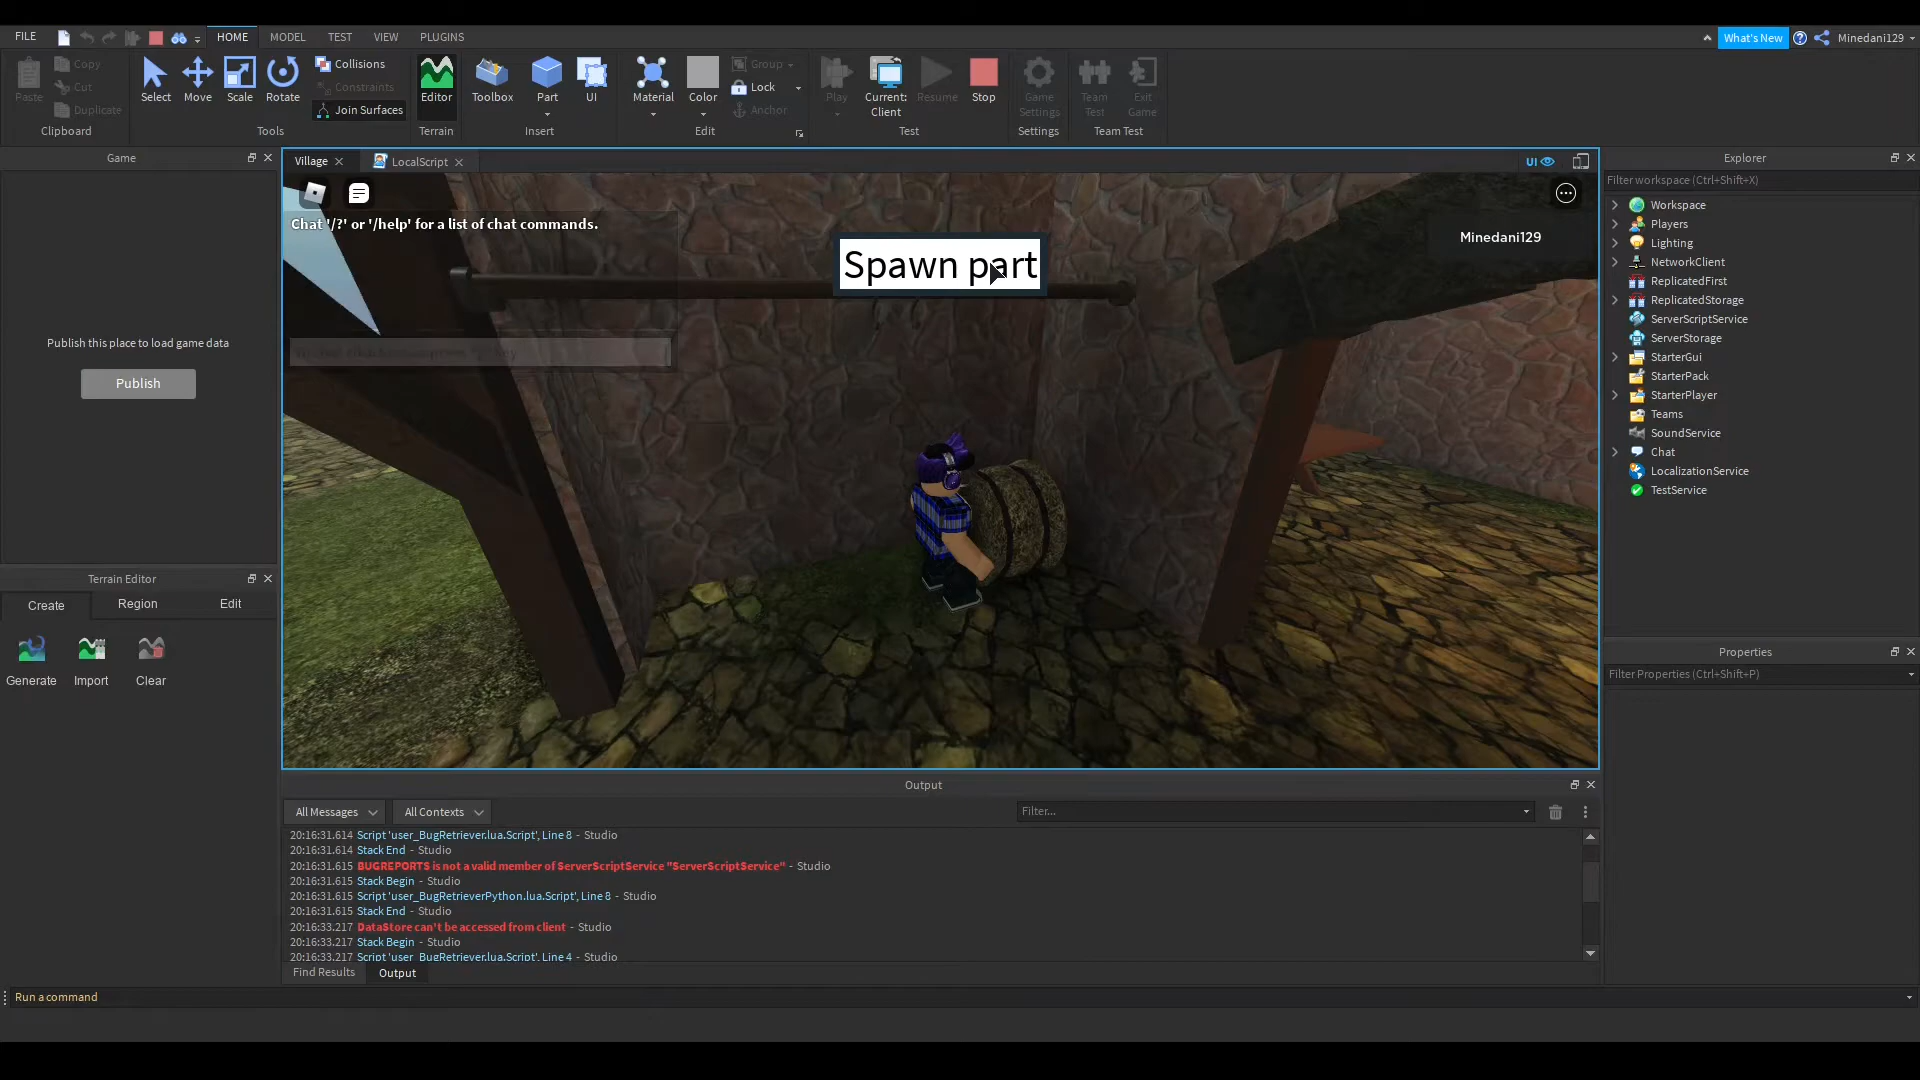 FILE
HOME
MODEL
TEST
VIEW
PLUGINS
What's New
Minedani129
Paste
Copy
Cut
Duplicate
Clipboard
Select
Move
Scale
Rotate
Collisions
Constraints
Join Surfaces
Tools
Editor
Terrain
Toolbox
Part
UI
Insert
Material
Color
Group
Lock
Anchor
Edit
Play
Current:
Client
Resume
Stop
Test
Game
Settings
Settings
Team
Test
Exit
Game
Team Test
Game
Publish this place to load game data
Publish
Terrain Editor
Create
Region
Edit
Generate
Import
Clear
Village
LocalScript
UI
Chat '/?' or '/help' for a list of chat commands.
Spawn part
Minedani129
Output
All Messages
All Contexts
Filter...
20:16:31.614 Script 'user_BugRetriever.lua.Script', Line 8 - Studio
20:16:31.614 Stack End - Studio
20:16:31.615 BUGREPORTS is not a valid member of ServerScriptService "ServerScriptService" - Studio
20:16:31.615 Stack Begin - Studio
20:16:31.615 Script 'user_BugRetrieverPython.lua.Script', Line 8 - Studio
20:16:31.615 Stack End - Studio
20:16:33.217 DataStore can't be accessed from client - Studio
20:16:33.217 Stack Begin - Studio
20:16:33.217 Script 'user_BugRetriever.lua.Script', Line 4 - Studio
Find Results
Output
Run a command
Explorer
Filter workspace (Ctrl+Shift+X)
Workspace
Players
Lighting
NetworkClient
ReplicatedFirst
ReplicatedStorage
ServerScriptService
ServerStorage
StarterGui
StarterPack
StarterPlayer
Teams
SoundService
Chat
LocalizationService
TestService
Properties
Filter Properties (Ctrl+Shift+P)